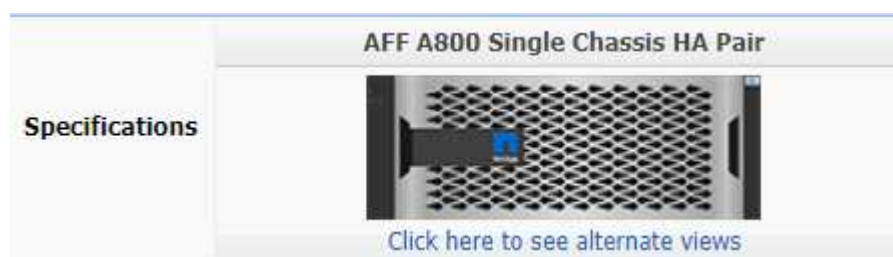 AFF A800 Single Chassis HA Pair
Specifications
Click here to see alternate views